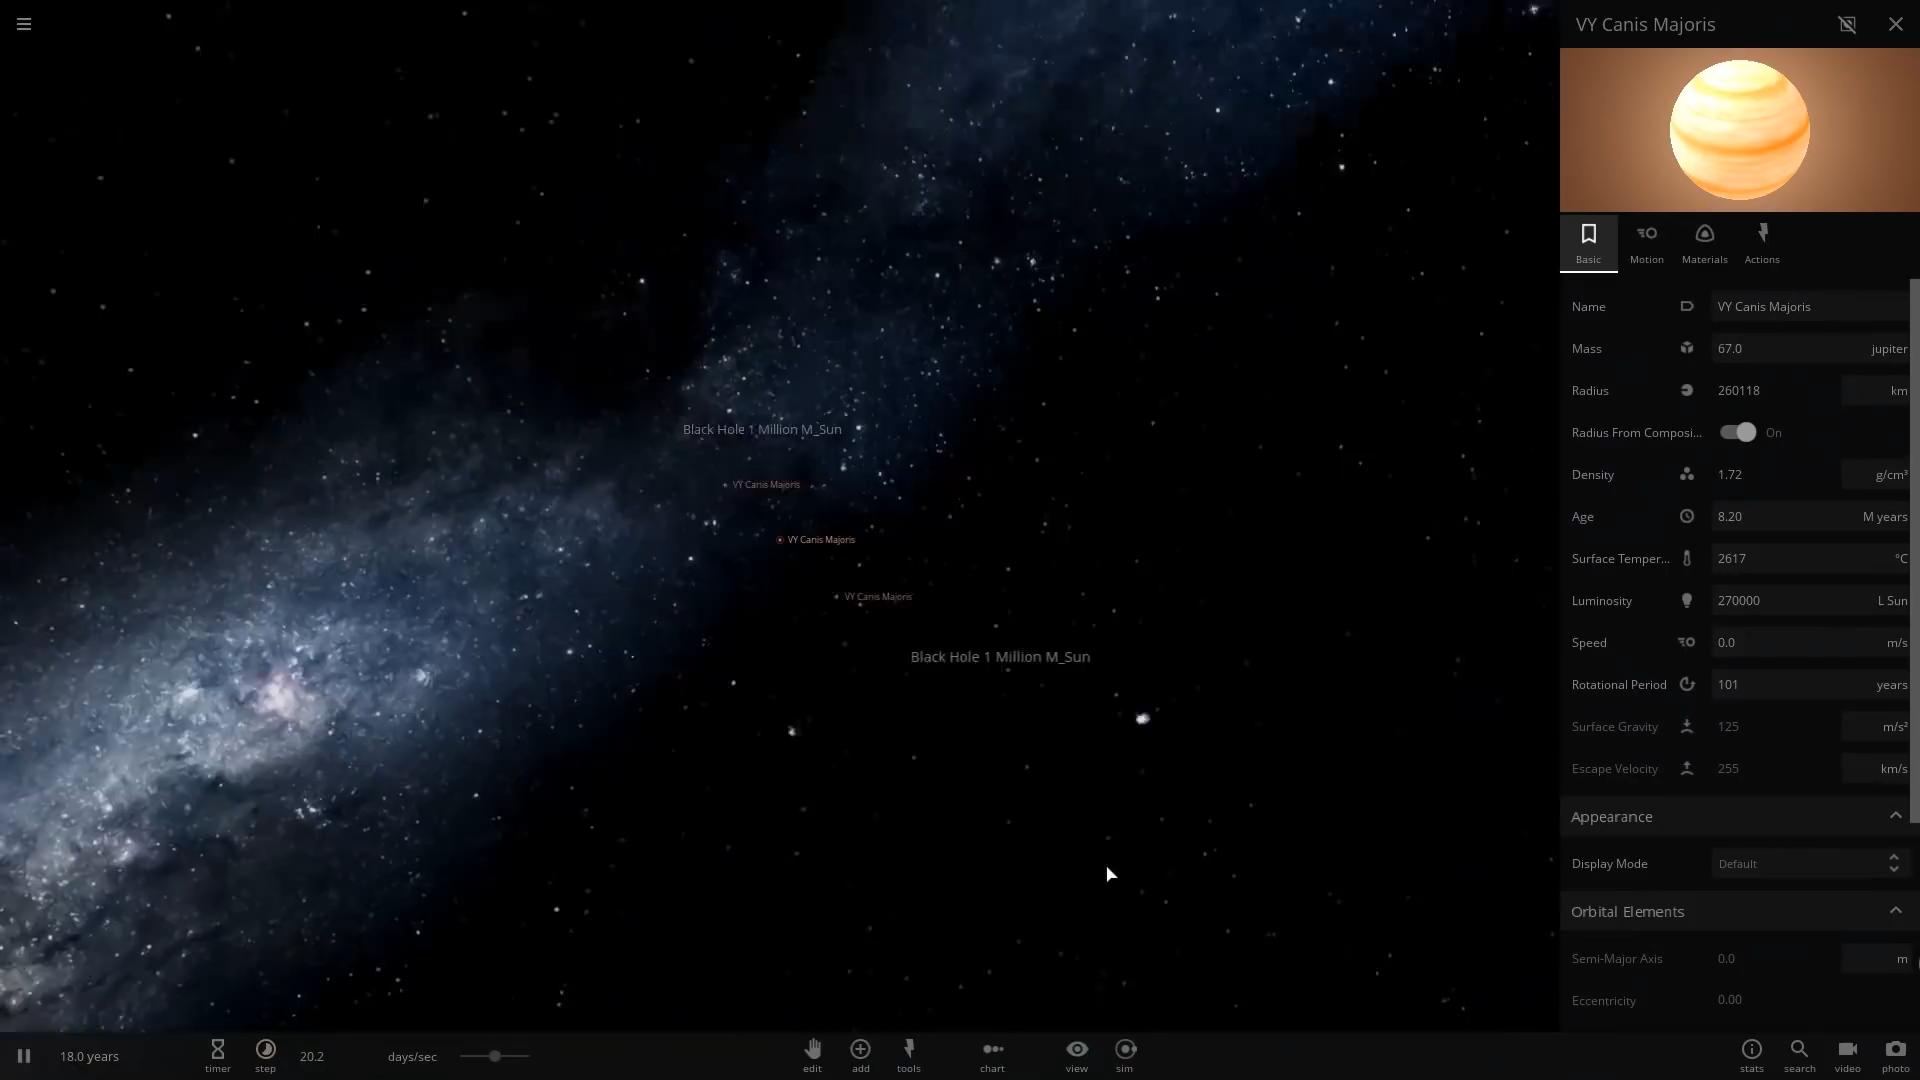 VY Canis Majoris
Basic
Motion
Materials
Actions
Name
VY Canis Majoris
Mass
67.0
jupiter
Radius
260118
km
Radius From Composi...
On
Density
1.72
g/cm³
Age
8.20
M years
Surface Temper...
2617
°C
Luminosity
270000
L Sun
Speed
0.0
m/s
Rotational Period
101
years
Surface Gravity
125
m/s²
Escape Velocity
255
km/s
Appearance
Display Mode
Default
Orbital Elements
Semi-Major Axis
0.0
m
Eccentricity
0.00
Black Hole 1 Million M_Sun
VY Canis Majoris
VY Canis Majoris
VY Canis Majoris
Black Hole 1 Million M_Sun
18.0 years
timer
step
20.2
days/sec
edit
add
tools
chart
view
sim
stats
search
video
photo